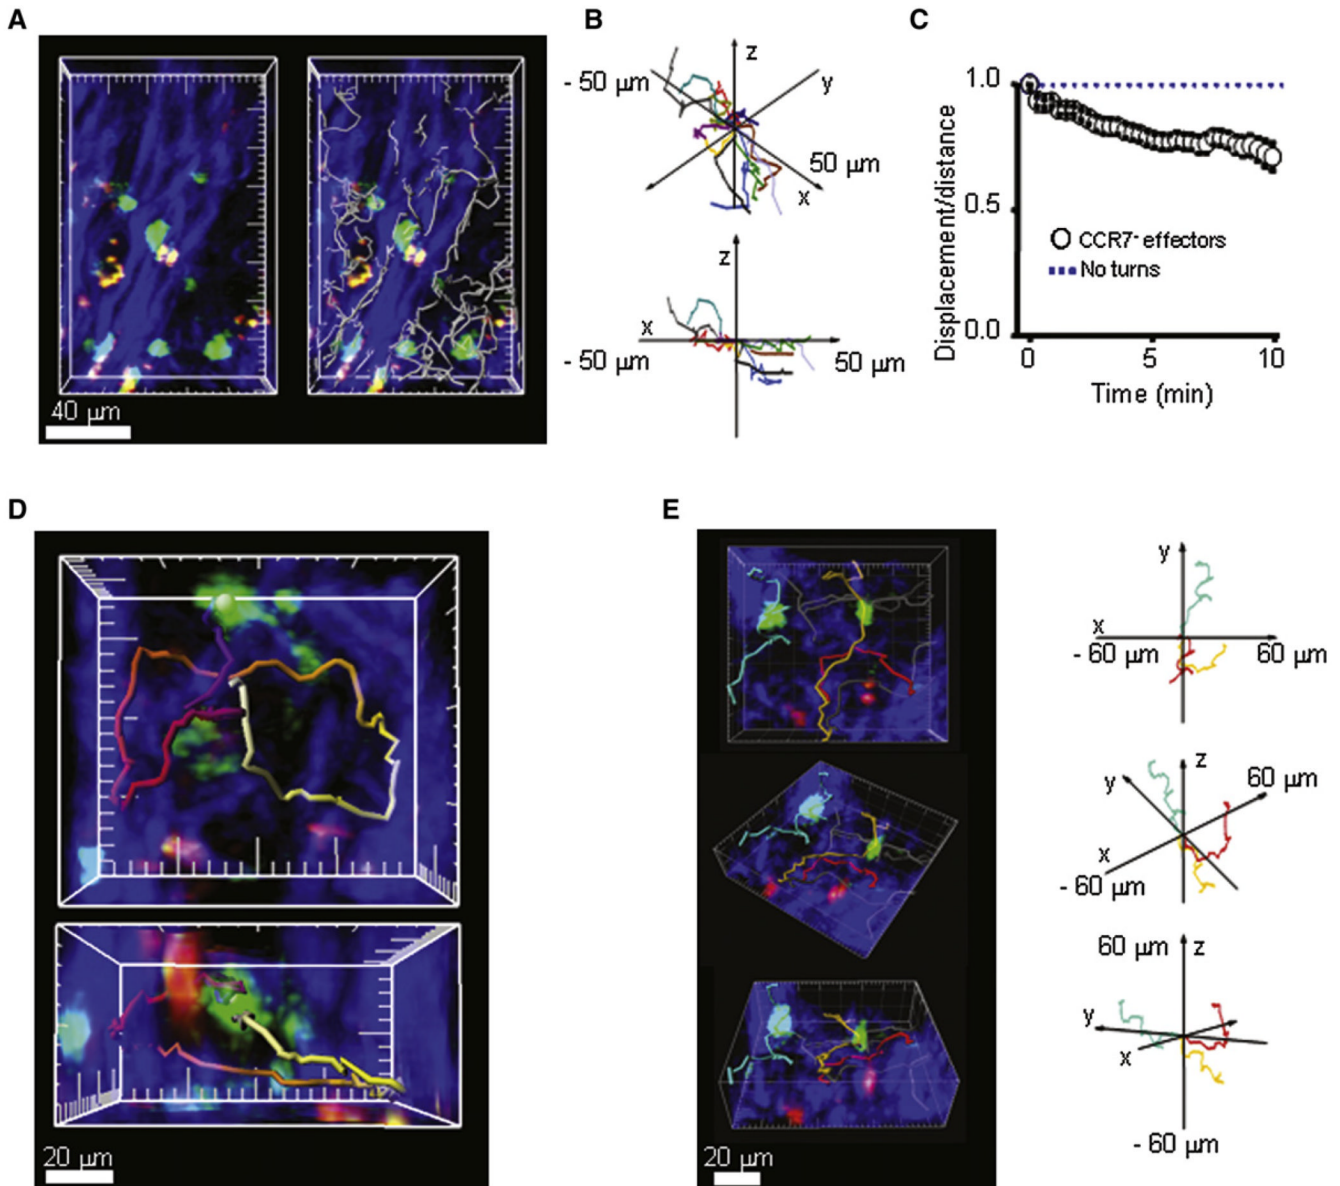 A
40 μm
B
z
y
- 50 μm
50 μm
x
z
x
- 50 μm
50 μm
C
1.0
0.5
0.0
Displacement/distance
CCR7- effectors
No turns
0
5
10
Time (min)
D
20 μm
E
20 μm
y
x
- 60 μm
60 μm
z
60 μm
y
x
- 60 μm
60 μm
z
y
x
- 60 μm